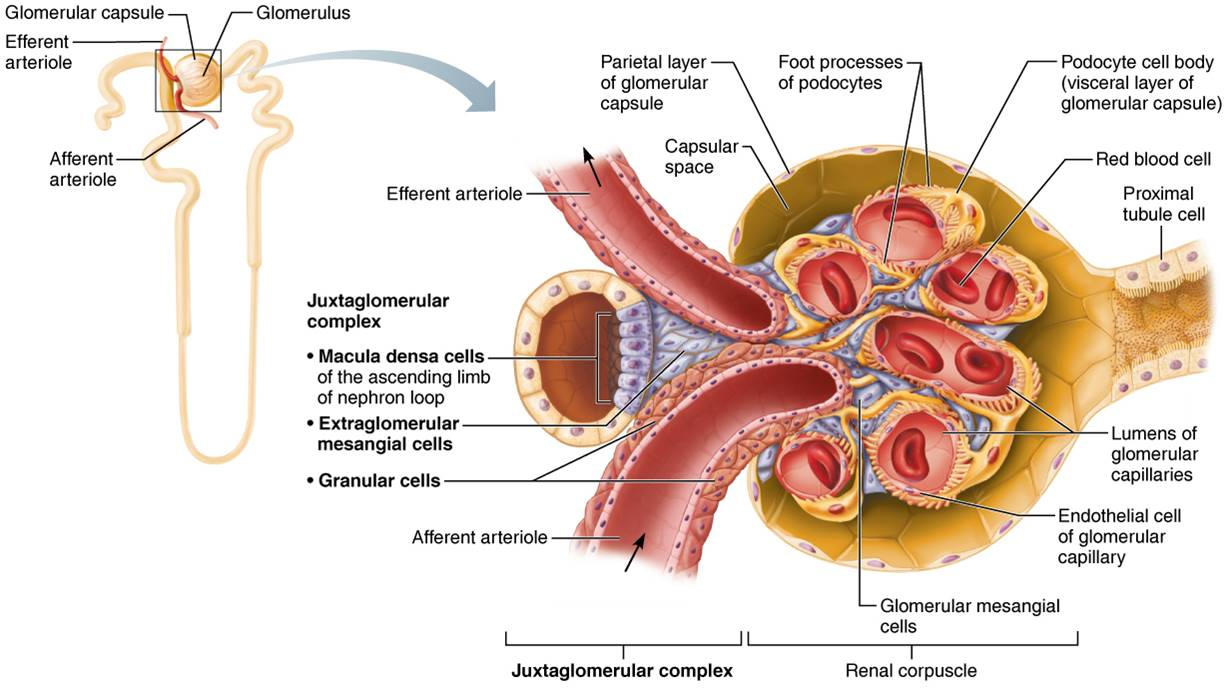 Glomerular capsule
Glomerulus
Efferent
arteriole
Afferent
arteriole
Parietal layer
of glomerular
capsule
Foot processes
of podocytes
Podocyte cell body
(visceral layer of
glomerular capsule)
Capsular
space
Red blood cell
Efferent arteriole
Proximal
tubule cell
Juxtaglomerular
complex
• Macula densa cells
of the ascending limb
of nephron loop
• Extraglomerular
mesangial cells
• Granular cells
Lumens of
glomerular
capillaries
Afferent arteriole
Endothelial cell
of glomerular
capillary
Glomerular mesangial
cells
Juxtaglomerular complex
Renal corpuscle